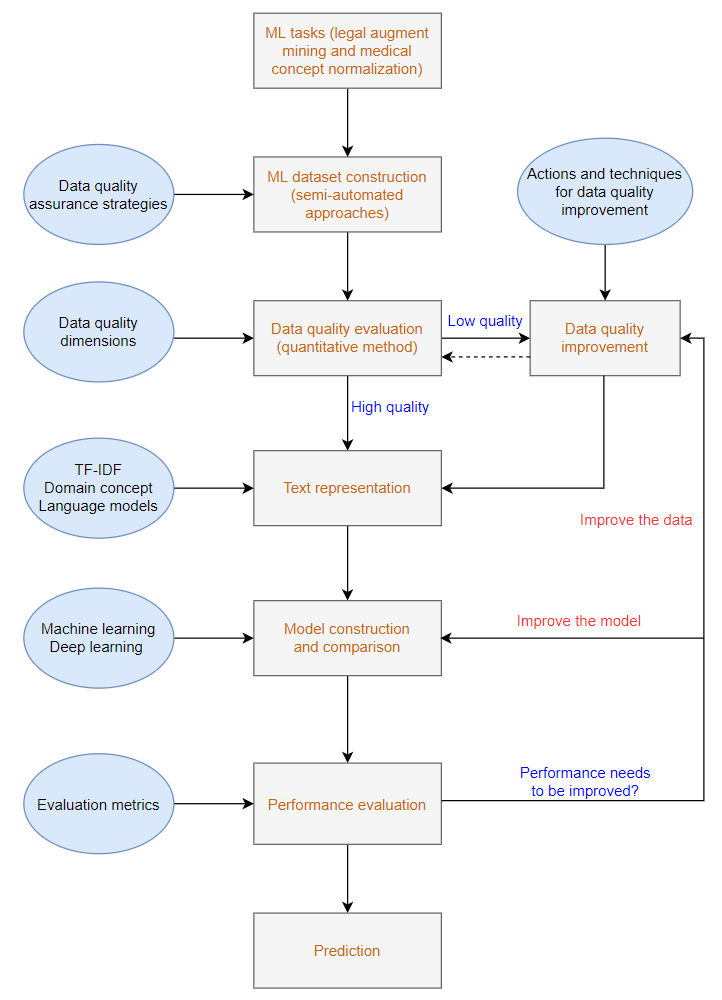 ML tasks (legal augment
mining and medical
concept normalization)
Data quality
assurance strategies
ML dataset construction
(semi-automated
approaches)
Actions and techniques
for data quality
improvement
Data quality
dimensions
Data quality evaluation
(quantitative method)
Low quality
Data quality
improvement
High quality
TF-IDF
Domain concept
Language models
Text representation
Improve the data
Machine learning
Deep learning
Model construction
and comparison
Improve the model
Evaluation metrics
Performance evaluation
Performance needs
to be improved?
Prediction